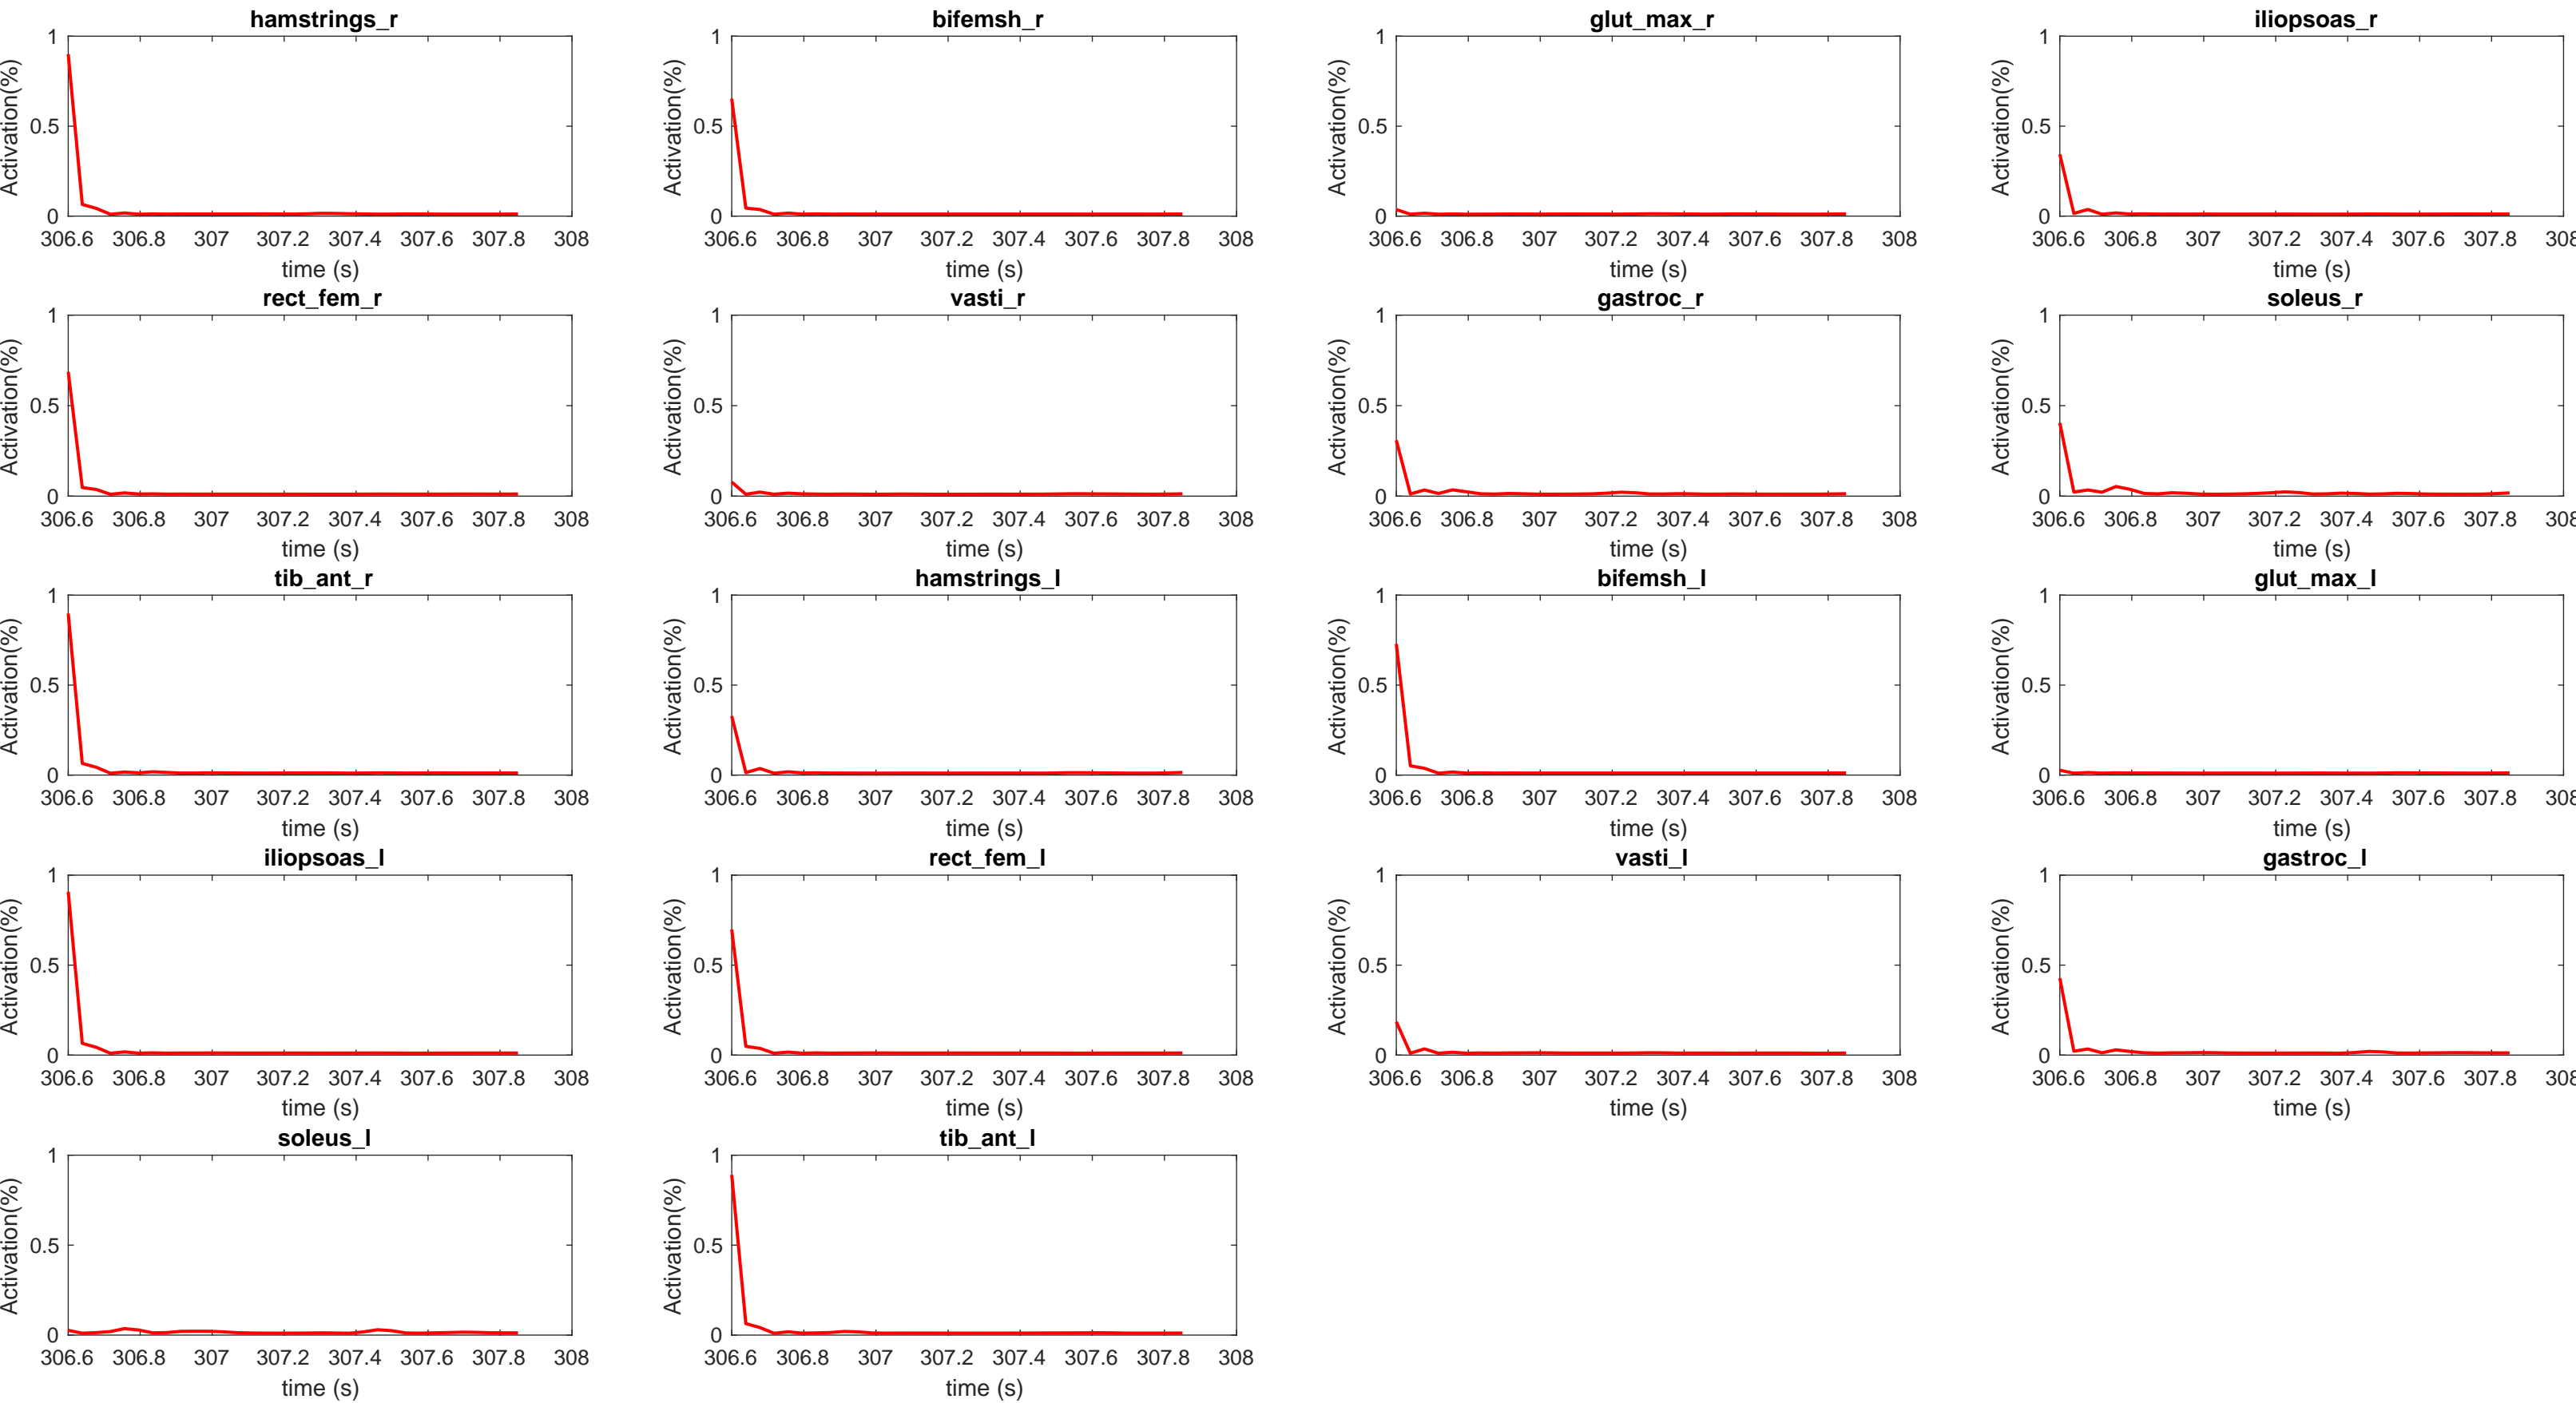 hamstrings_r
bifemsh_r
glut_max_r
iliopsoas_r
1
0.5
0
Activation(%)
306.6 306.8 307 307.2 307.4 307.6 307.8 308
time (s)
1
0.5
0
Activation(%)
306.6 306.8 307 307.2 307.4 307.6 307.8 308
time (s)
1
0.5
0
Activation(%)
306.6 306.8 307 307.2 307.4 307.6 307.8 308
time (s)
1
0.5
0
Activation(%)
306.6 306.8 307 307.2 307.4 307.6 307.8 308
time (s)
rect_fem_r
vasti_r
gastroc_r
soleus_r
1
0.5
0
Activation(%)
306.6 306.8 307 307.2 307.4 307.6 307.8 308
time (s)
1
0.5
0
Activation(%)
306.6 306.8 307 307.2 307.4 307.6 307.8 308
time (s)
1
0.5
0
Activation(%)
306.6 306.8 307 307.2 307.4 307.6 307.8 308
time (s)
1
0.5
0
Activation(%)
306.6 306.8 307 307.2 307.4 307.6 307.8 308
time (s)
tib_ant_r
hamstrings_l
bifemsh_l
glut_max_l
1
0.5
0
Activation(%)
306.6 306.8 307 307.2 307.4 307.6 307.8 308
time (s)
1
0.5
0
Activation(%)
306.6 306.8 307 307.2 307.4 307.6 307.8 308
time (s)
1
0.5
0
Activation(%)
306.6 306.8 307 307.2 307.4 307.6 307.8 308
time (s)
1
0.5
0
Activation(%)
306.6 306.8 307 307.2 307.4 307.6 307.8 308
time (s)
iliopsoas_l
rect_fem_l
vasti_l
gastroc_l
1
0.5
0
Activation(%)
306.6 306.8 307 307.2 307.4 307.6 307.8 308
time (s)
1
0.5
0
Activation(%)
306.6 306.8 307 307.2 307.4 307.6 307.8 308
time (s)
1
0.5
0
Activation(%)
306.6 306.8 307 307.2 307.4 307.6 307.8 308
time (s)
1
0.5
0
Activation(%)
306.6 306.8 307 307.2 307.4 307.6 307.8 308
time (s)
soleus_l
tib_ant_l
1
0.5
0
Activation(%)
306.6 306.8 307 307.2 307.4 307.6 307.8 308
time (s)
1
0.5
0
Activation(%)
306.6 306.8 307 307.2 307.4 307.6 307.8 308
time (s)